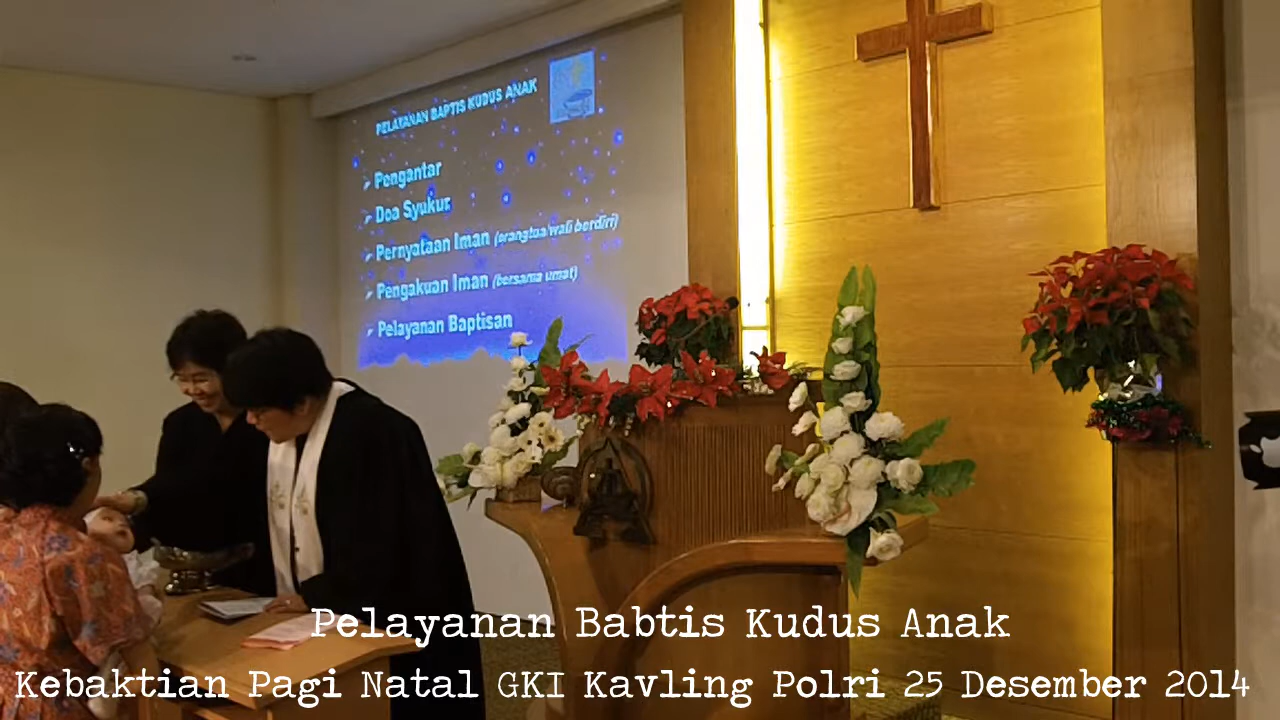 PELAYANAN BAPTIS KUDUS ANAK
Pengantar
Doa Syukur
Pernyataan Iman (orangtua/wali berdiri)
Pengakuan Iman (bersama umat)
Pelayanan Baptisan
Pelayanan Babtis Kudus Anak
Kebaktian Pagi Natal GKI Kavling Polri 25 Desember 2014